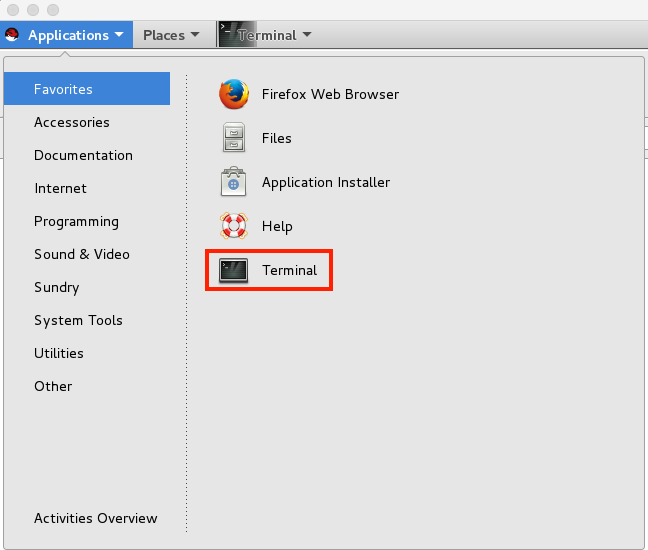 Applications Places Terminal
Favorites
Accessories
Documentation
Internet
Programming
Sound & Video
Sundry
System Tools
Utilities
Other
Activities Overview
Firefox Web Browser
Files
Application Installer
Help
Terminal